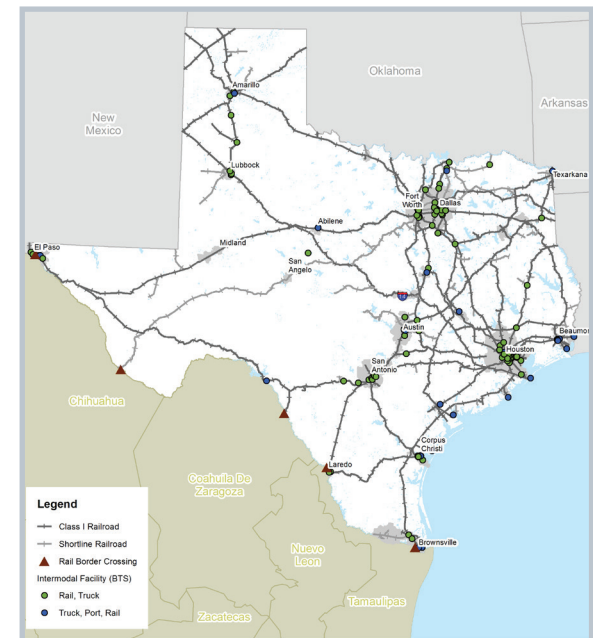 Oklahoma
Arkansas
New
Mexico
Amarillo
Lubbock
Texarkana
Fort
Worth
Dallas
Abilene
Midland
El Paso
San
Angelo
Austin
Beaumon
Houston
San
Antonio
Chihuahua
Corpus
Christi
Laredo
Coahuila De
Zaragoza
Brownsville
Nuevo
Leon
Tamaulipas
Zacatecas
Legend
Class I Railroad
Shortline Railroad
Rail Border Crossing
Intermodal Facility (BTS)
Rail, Truck
Truck, Port, Rail